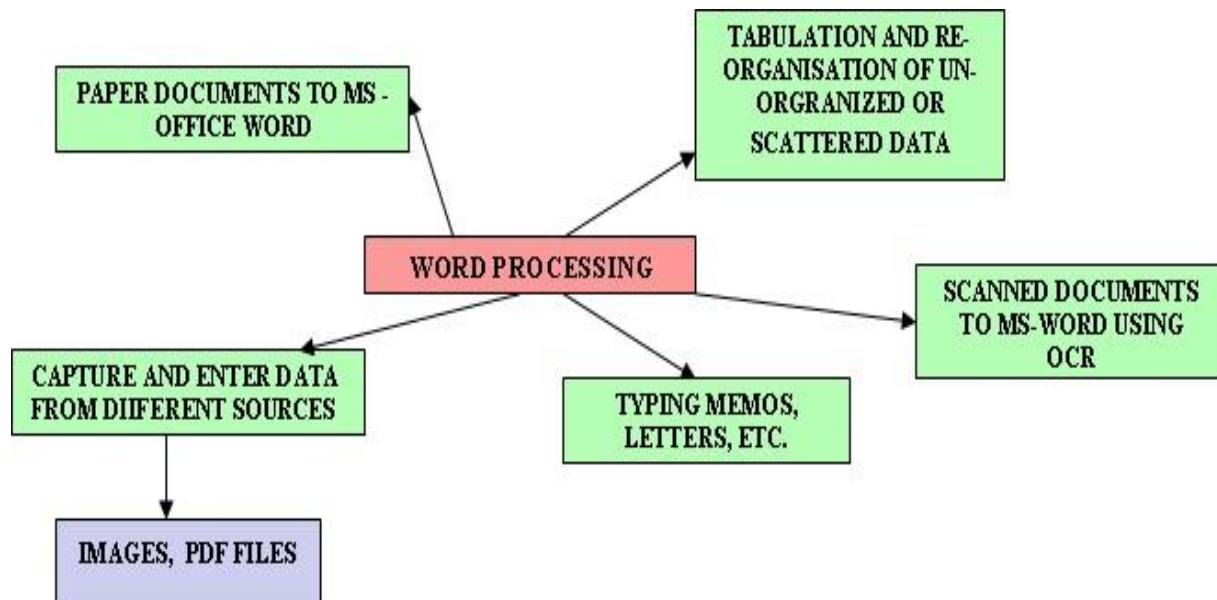 PAPER DOCUMENTS TO MS -
OFFICE WORD
TABULATION AND RE-
ORGANISATION OF UN-
ORGRANIZED OR
SCATTERED DATA
WORD PROCESSING
SCANNED DOCUMENTS
TO MS-WORD USING
OCR
CAPTURE AND ENTER DATA
FROM DIIFERENT SOURCES
TYPING MEMOS,
LETTERS, ETC.
IMAGES, PDF FILES